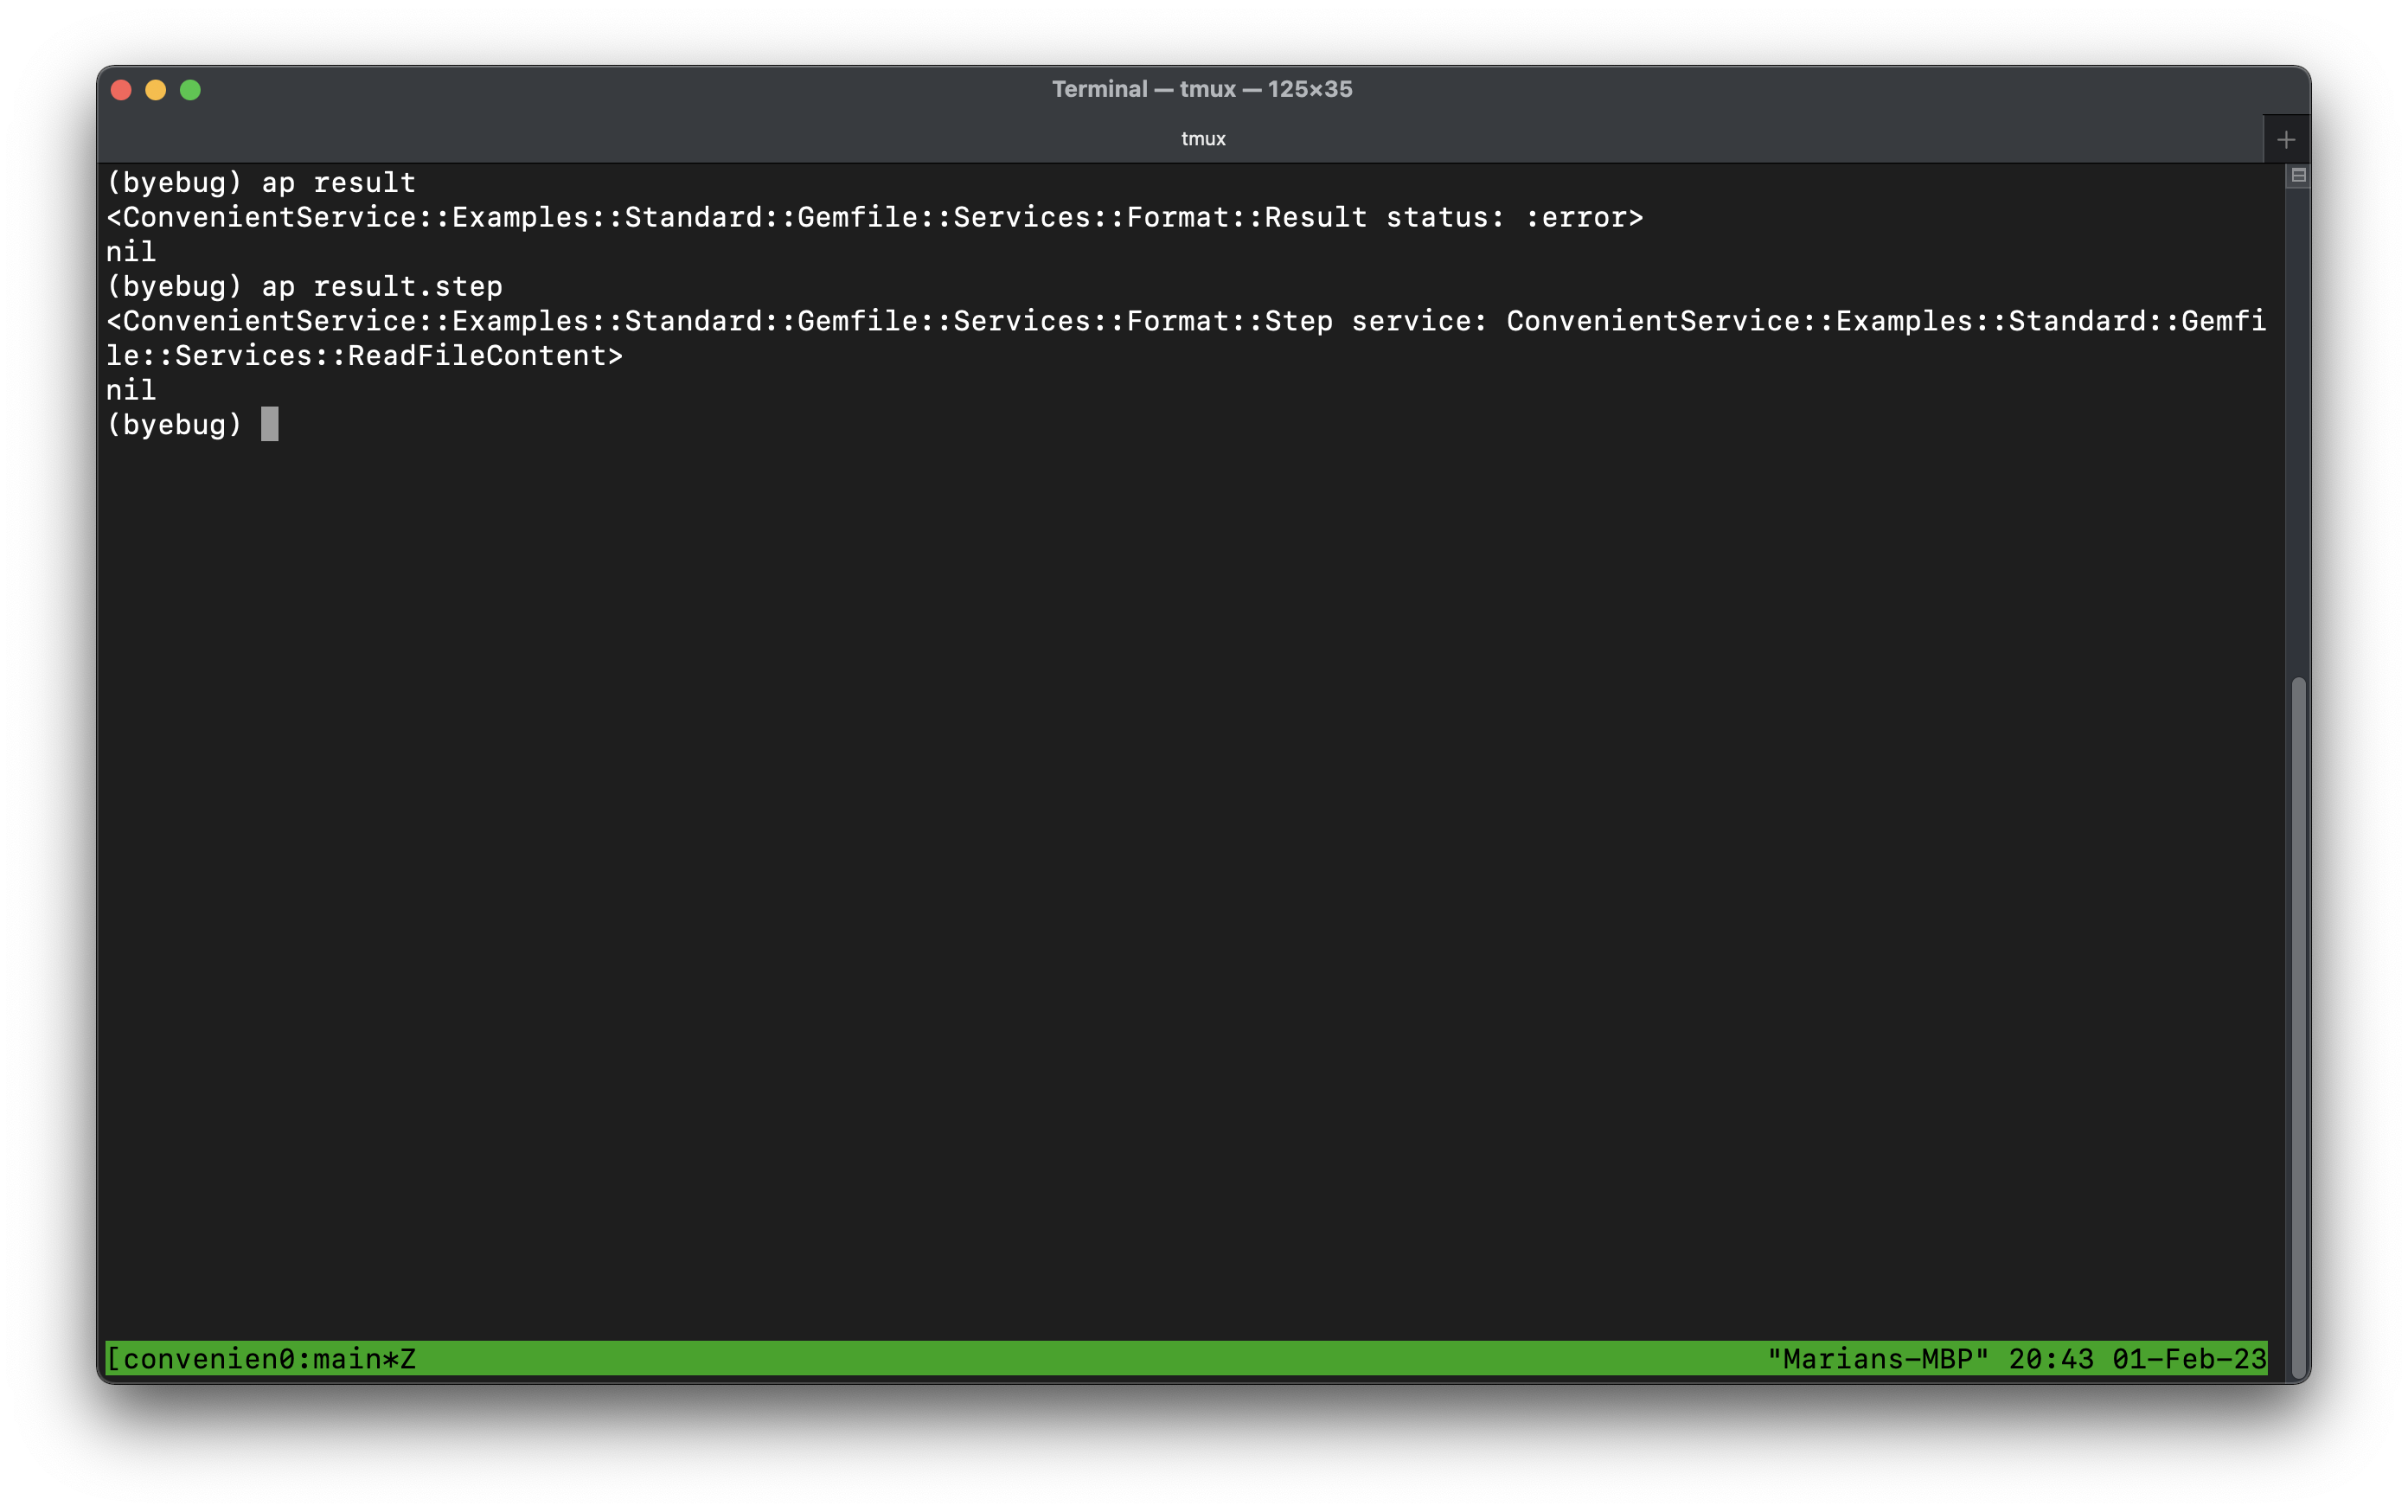 Terminal — tmux — 125×35
tmux
(byebug) ap result
<ConvenientService::Examples::Standard::Gemfile::Services::Format::Result status: :error>
nil
(byebug) ap result.step
<ConvenientService::Examples::Standard::Gemfile::Services::Format::Step service: ConvenientService::Examples::Standard::Gemfi
le::Services::ReadFileContent>
nil
(byebug)
[convenien0:main*Z "Marians-MBP" 20:43 01-Feb-23